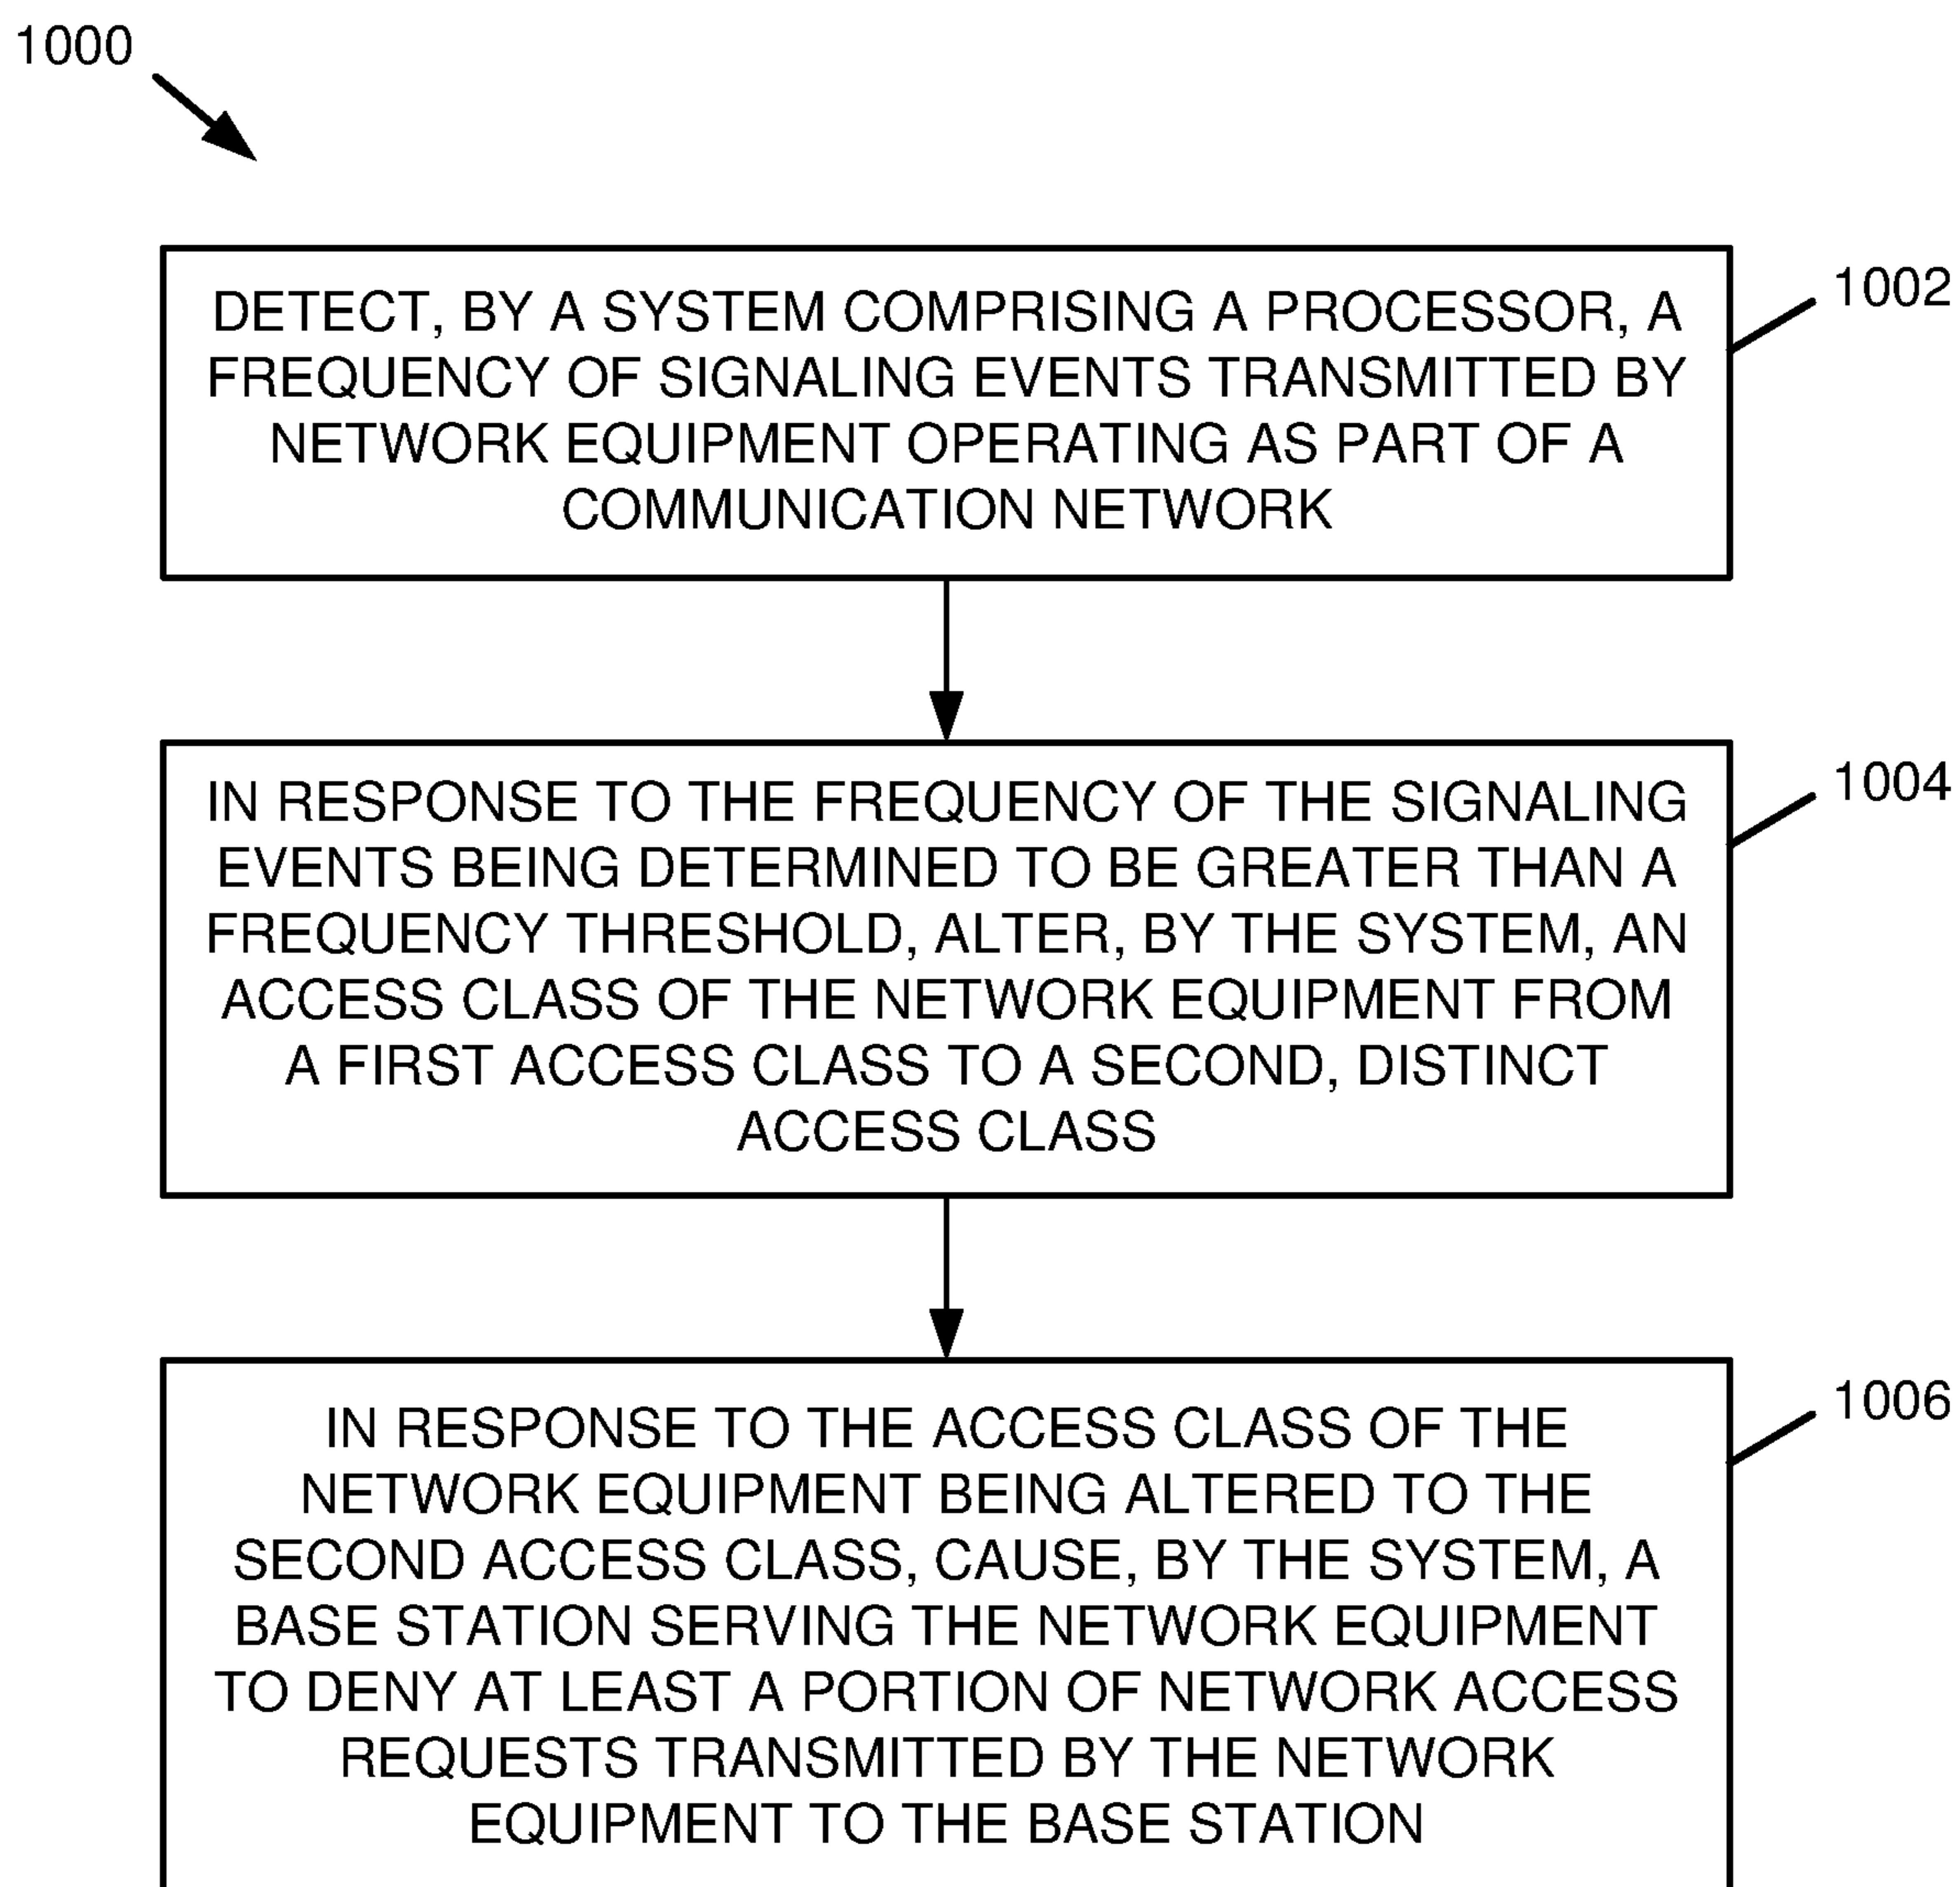 1000
1002
DETECT, BY A SYSTEM COMPRISING A PROCESSOR, A
FREQUENCY OF SIGNALING EVENTS TRANSMITTED BY
NETWORK EQUIPMENT OPERATING AS PART OF A
COMMUNICATION NETWORK
1004
IN RESPONSE TO THE FREQUENCY OF THE SIGNALING
EVENTS BEING DETERMINED TO BE GREATER THAN A
FREQUENCY THRESHOLD, ALTER, BY THE SYSTEM, AN
ACCESS CLASS OF THE NETWORK EQUIPMENT FROM
A FIRST ACCESS CLASS TO A SECOND, DISTINCT
ACCESS CLASS
1006
IN RESPONSE TO THE ACCESS CLASS OF THE
NETWORK EQUIPMENT BEING ALTERED TO THE
SECOND ACCESS CLASS, CAUSE, BY THE SYSTEM, A
BASE STATION SERVING THE NETWORK EQUIPMENT
TO DENY AT LEAST A PORTION OF NETWORK ACCESS
REQUESTS TRANSMITTED BY THE NETWORK
EQUIPMENT TO THE BASE STATION